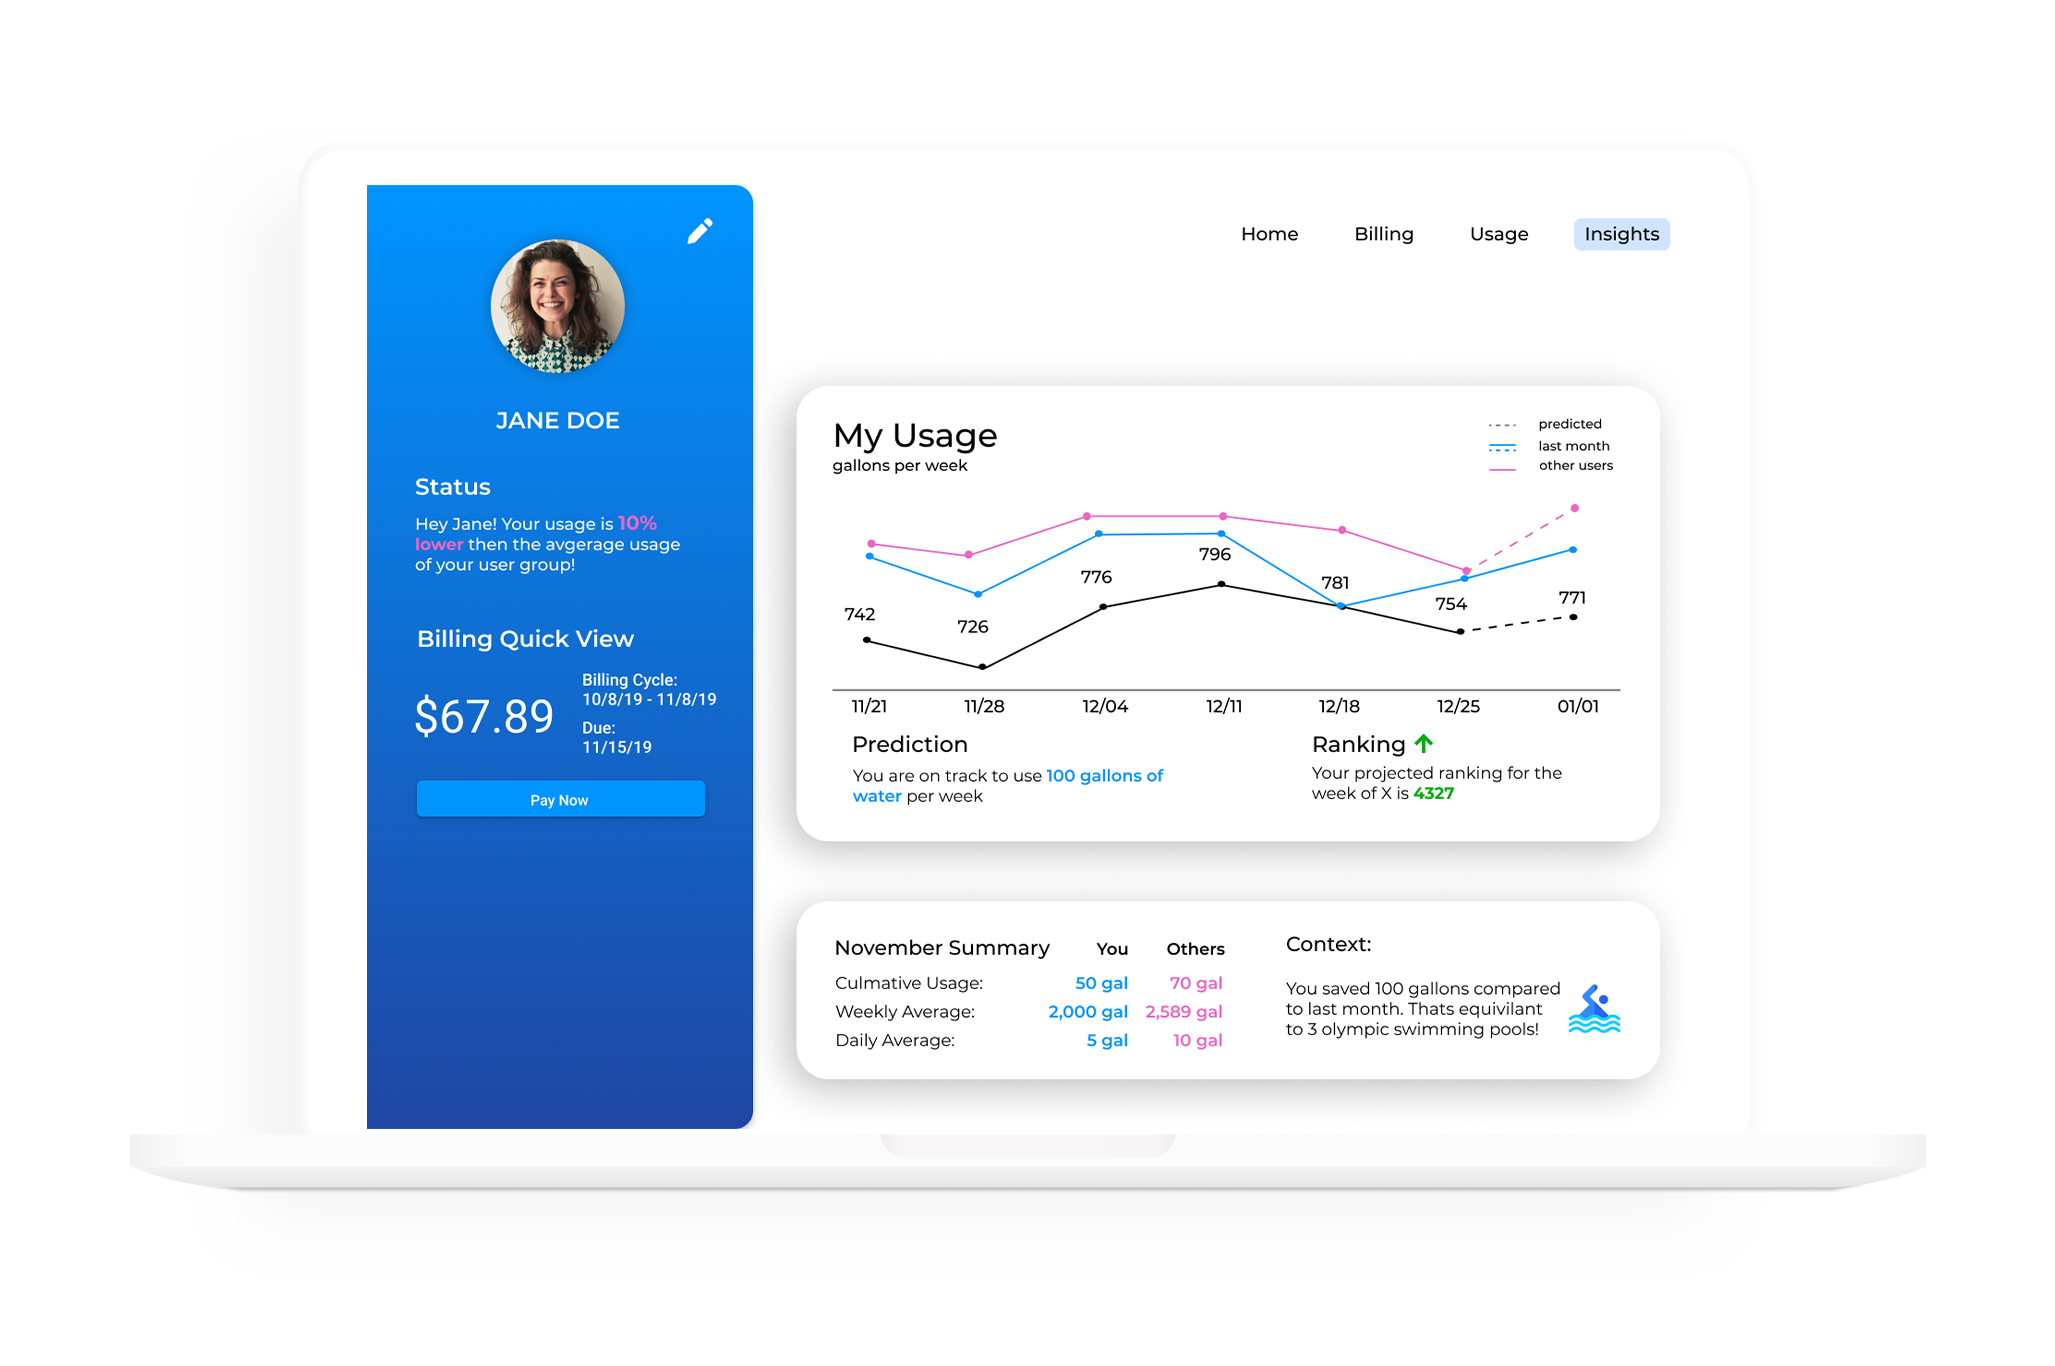 Home Billing Usage Insights
JANE DOE
Status
Hey Jane! Your usage is 10%
lower then the avgerage usage
of your user group!
Billing Quick View
$67.89
Billing Cycle:
10/8/19 - 11/8/19
Due:
11/15/19
Pay Now
My Usage
gallons per week
predicted
last month
other users
742
726
776
796
781
754
771
11/21 11/28 12/04 12/11 12/18 12/25 01/01
Prediction
You are on track to use 100 gallons of
water per week
Ranking
Your projected ranking for the
week of X is 4327
November Summary You Others
Culmative Usage: 50 gal 70 gal
Weekly Average: 2,000 gal 2,589 gal
Daily Average: 5 gal 10 gal
Context:
You saved 100 gallons compared
to last month. Thats equivilant
to 3 olympic swimming pools!